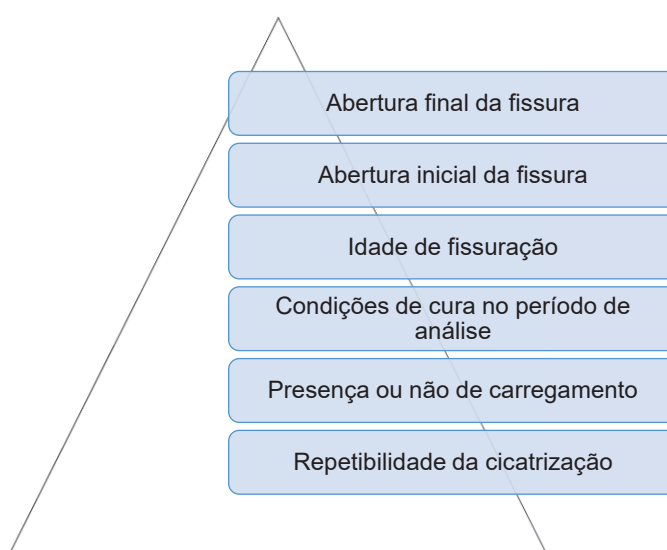 Abertura final da fissura
Abertura inicial da fissura
Idade de fissuração
Condições de cura no período de
análise
Presença ou não de carregamento
Repetibilidade da cicatrização